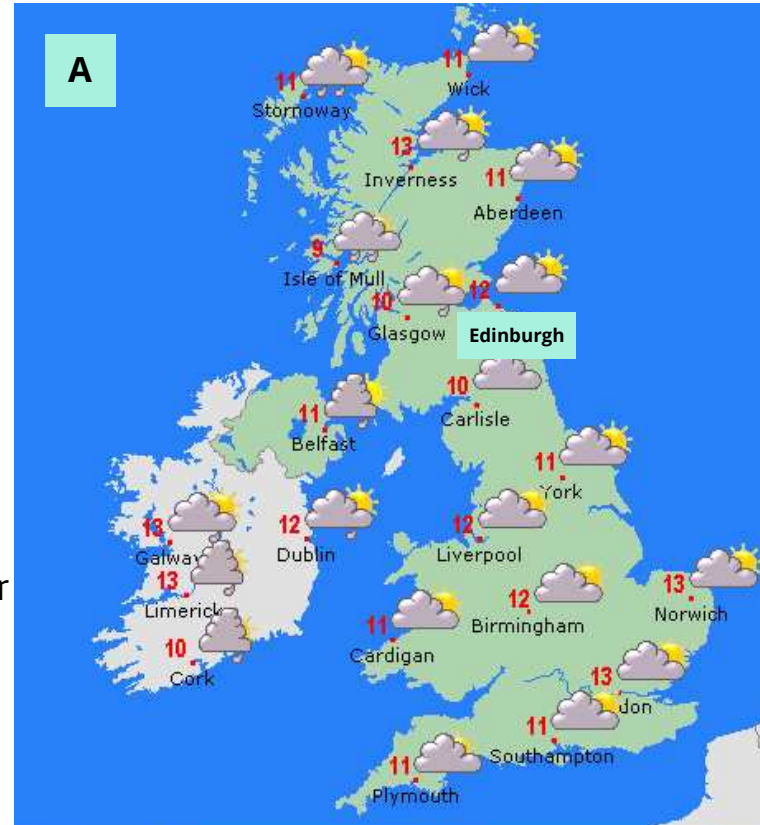 A
11
Wick
11
Stornoway
13
Inverness
11
Aberdeen
9
Isle of Mull
10
Glasgow
12
Edinburgh
10
Carlisle
11
Belfast
11
York
13
Galway
12
Dublin
12
Liverpool
r
13
Limerick
12
Birmingham
13
Norwich
11
Cardigan
10
Cork
13
don
11
Southampton
11
Plymouth